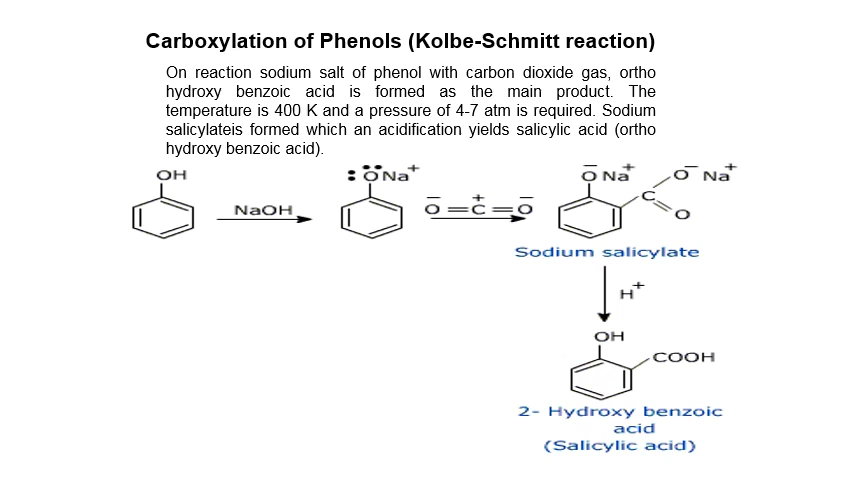 Carboxylation of Phenols (Kolbe-Schmitt reaction)
On reaction sodium salt of phenol with carbon dioxide gas, ortho
hydroxy benzoic acid is formed as the main product. The
temperature is 400 K and a pressure of 4-7 atm is required. Sodium
salicylateis formed which an acidification yields salicylic acid (ortho
hydroxy benzoic acid).
OH
NaOH
:ÖNa⁺
O⁻=C⁺=O⁻
O⁻ Na⁺
O⁻ Na⁺
C
O
Sodium salicylate
H⁺
OH
COOH
2- Hydroxy benzoic
acid
(Salicylic acid)